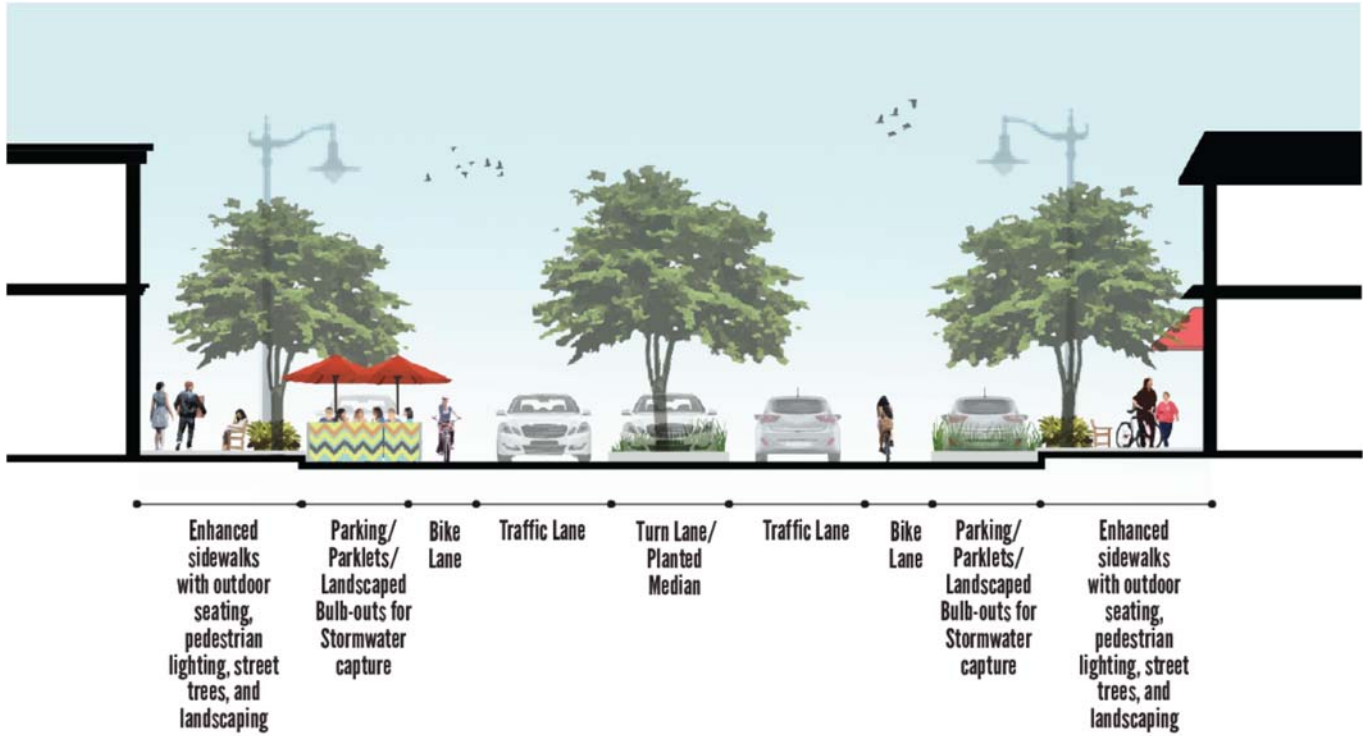 Enhanced
sidewalks
with outdoor
seating,
pedestrian
lighting, street
trees, and
landscaping
Parking/
Parklets/
Landscaped
Bulb-outs for
Stormwater
capture
Bike
Lane
Traffic Lane
Turn Lane/
Planted
Median
Traffic Lane
Bike
Lane
Parking/
Parklets/
Landscaped
Bulb-outs for
Stormwater
capture
Enhanced
sidewalks
with outdoor
seating,
pedestrian
lighting, street
trees, and
landscaping